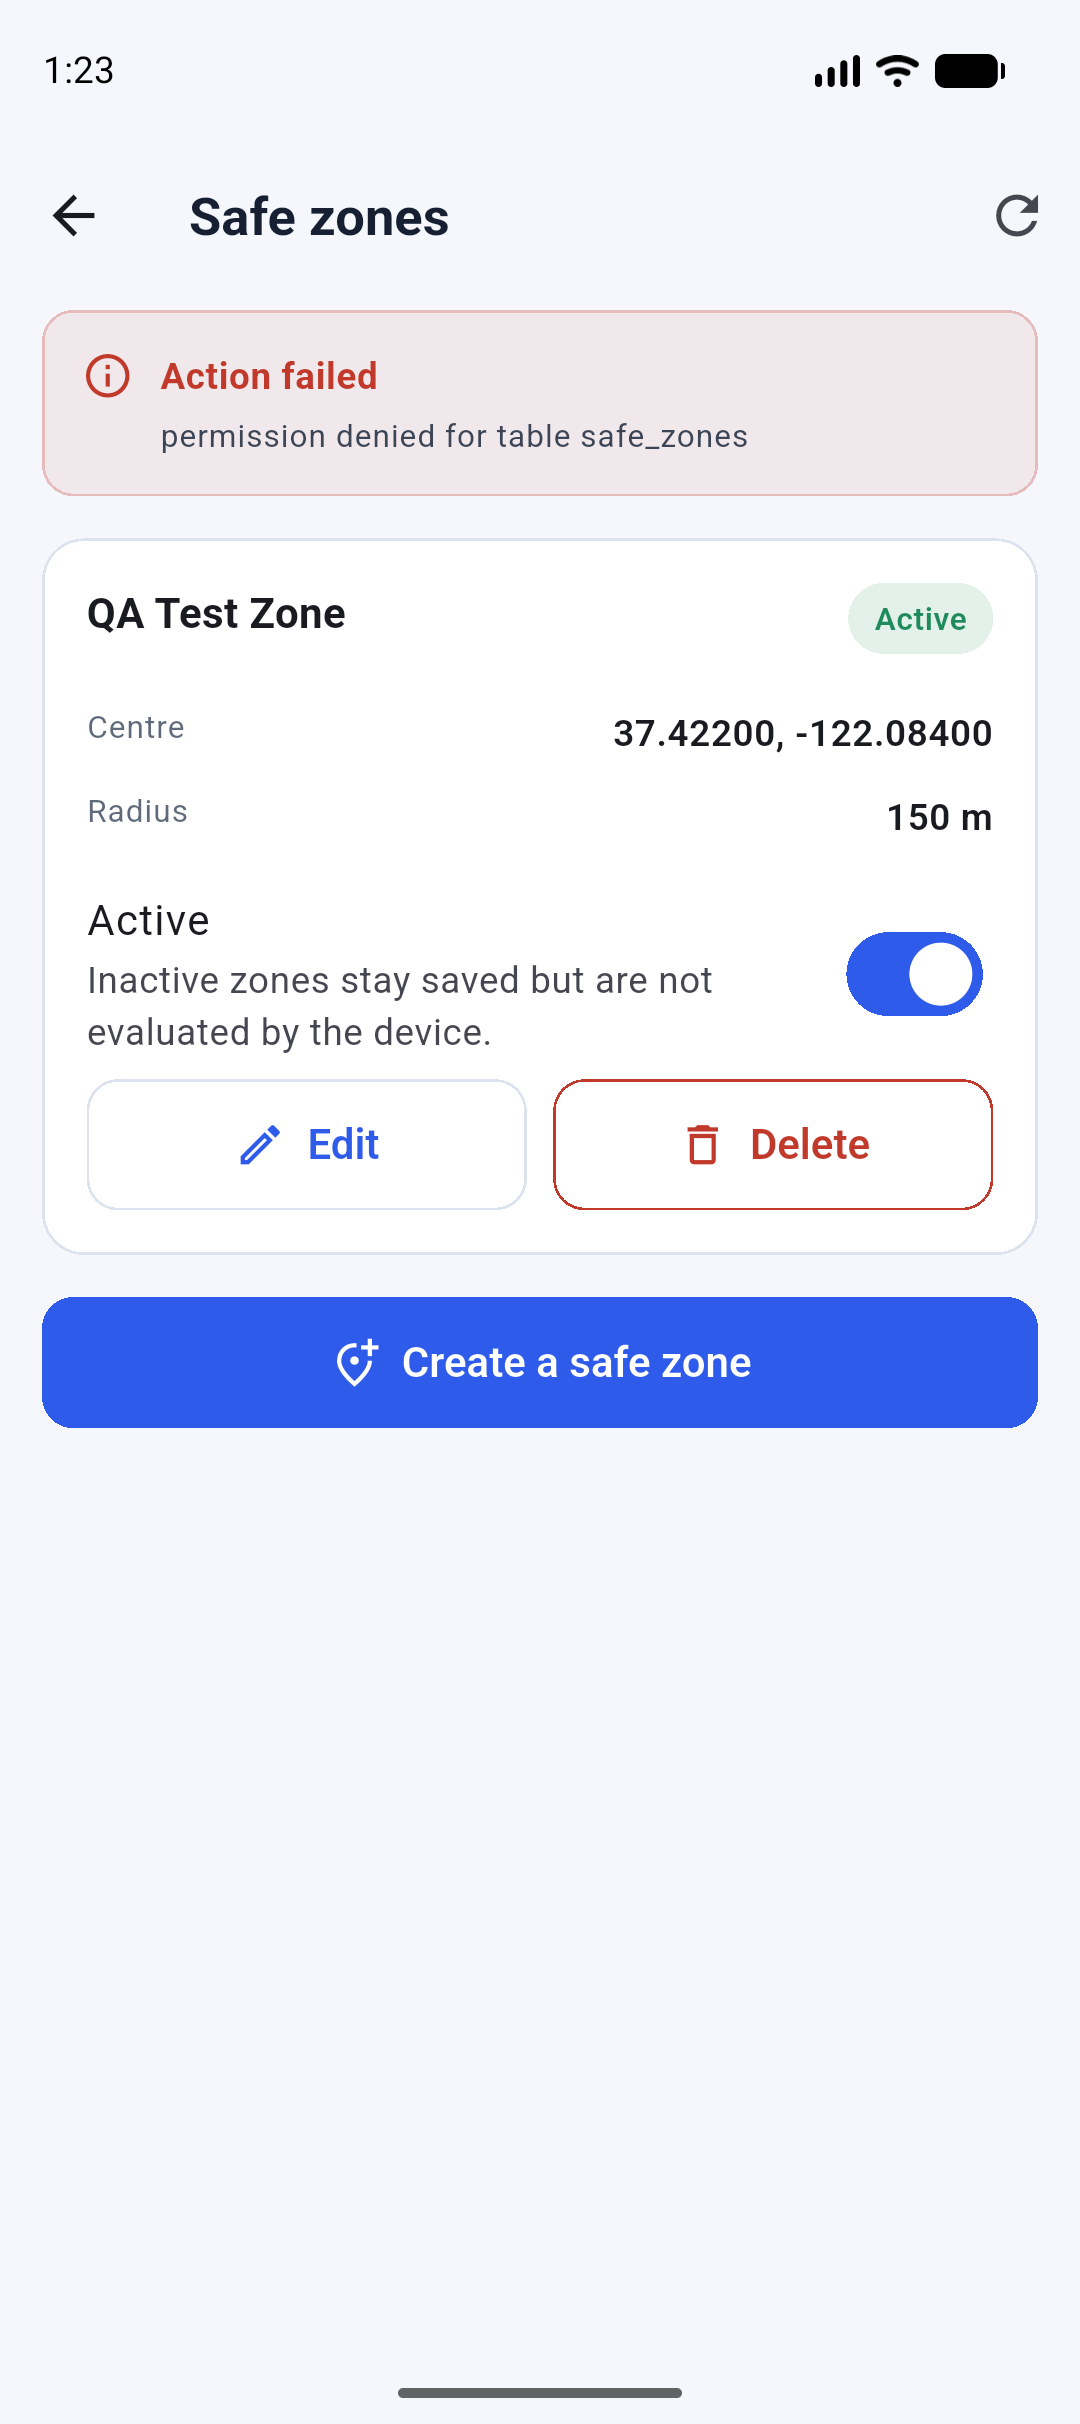 1:23
Safe zones
Action failed
permission denied for table safe_zones
QA Test Zone
Active
Centre
37.42200, -122.08400
Radius
150 m
Active
Inactive zones stay saved but are not
evaluated by the device.
Edit
Delete
Create a safe zone